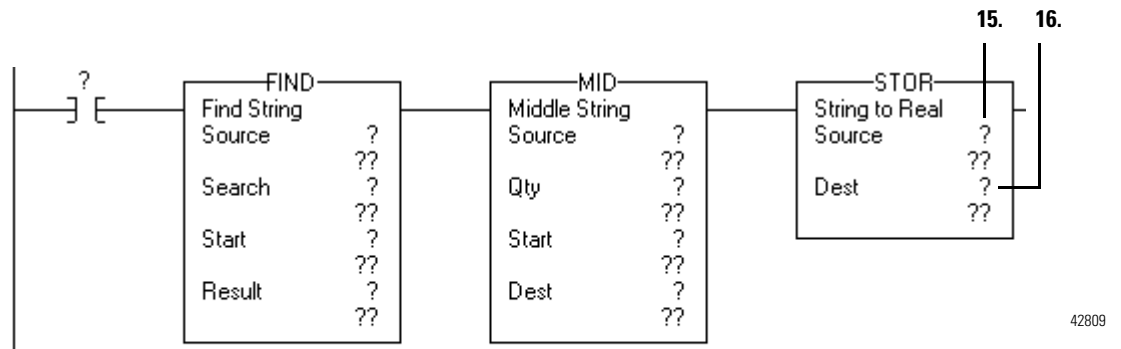 15. 16.
?
FIND
Find String
Source ?
??
Search ?
??
Start ?
??
Result ?
??
MID
Middle String
Source ?
??
Qty ?
??
Start ?
??
Dest ?
??
STOR
String to Real
Source ?
??
Dest ?
??
42809